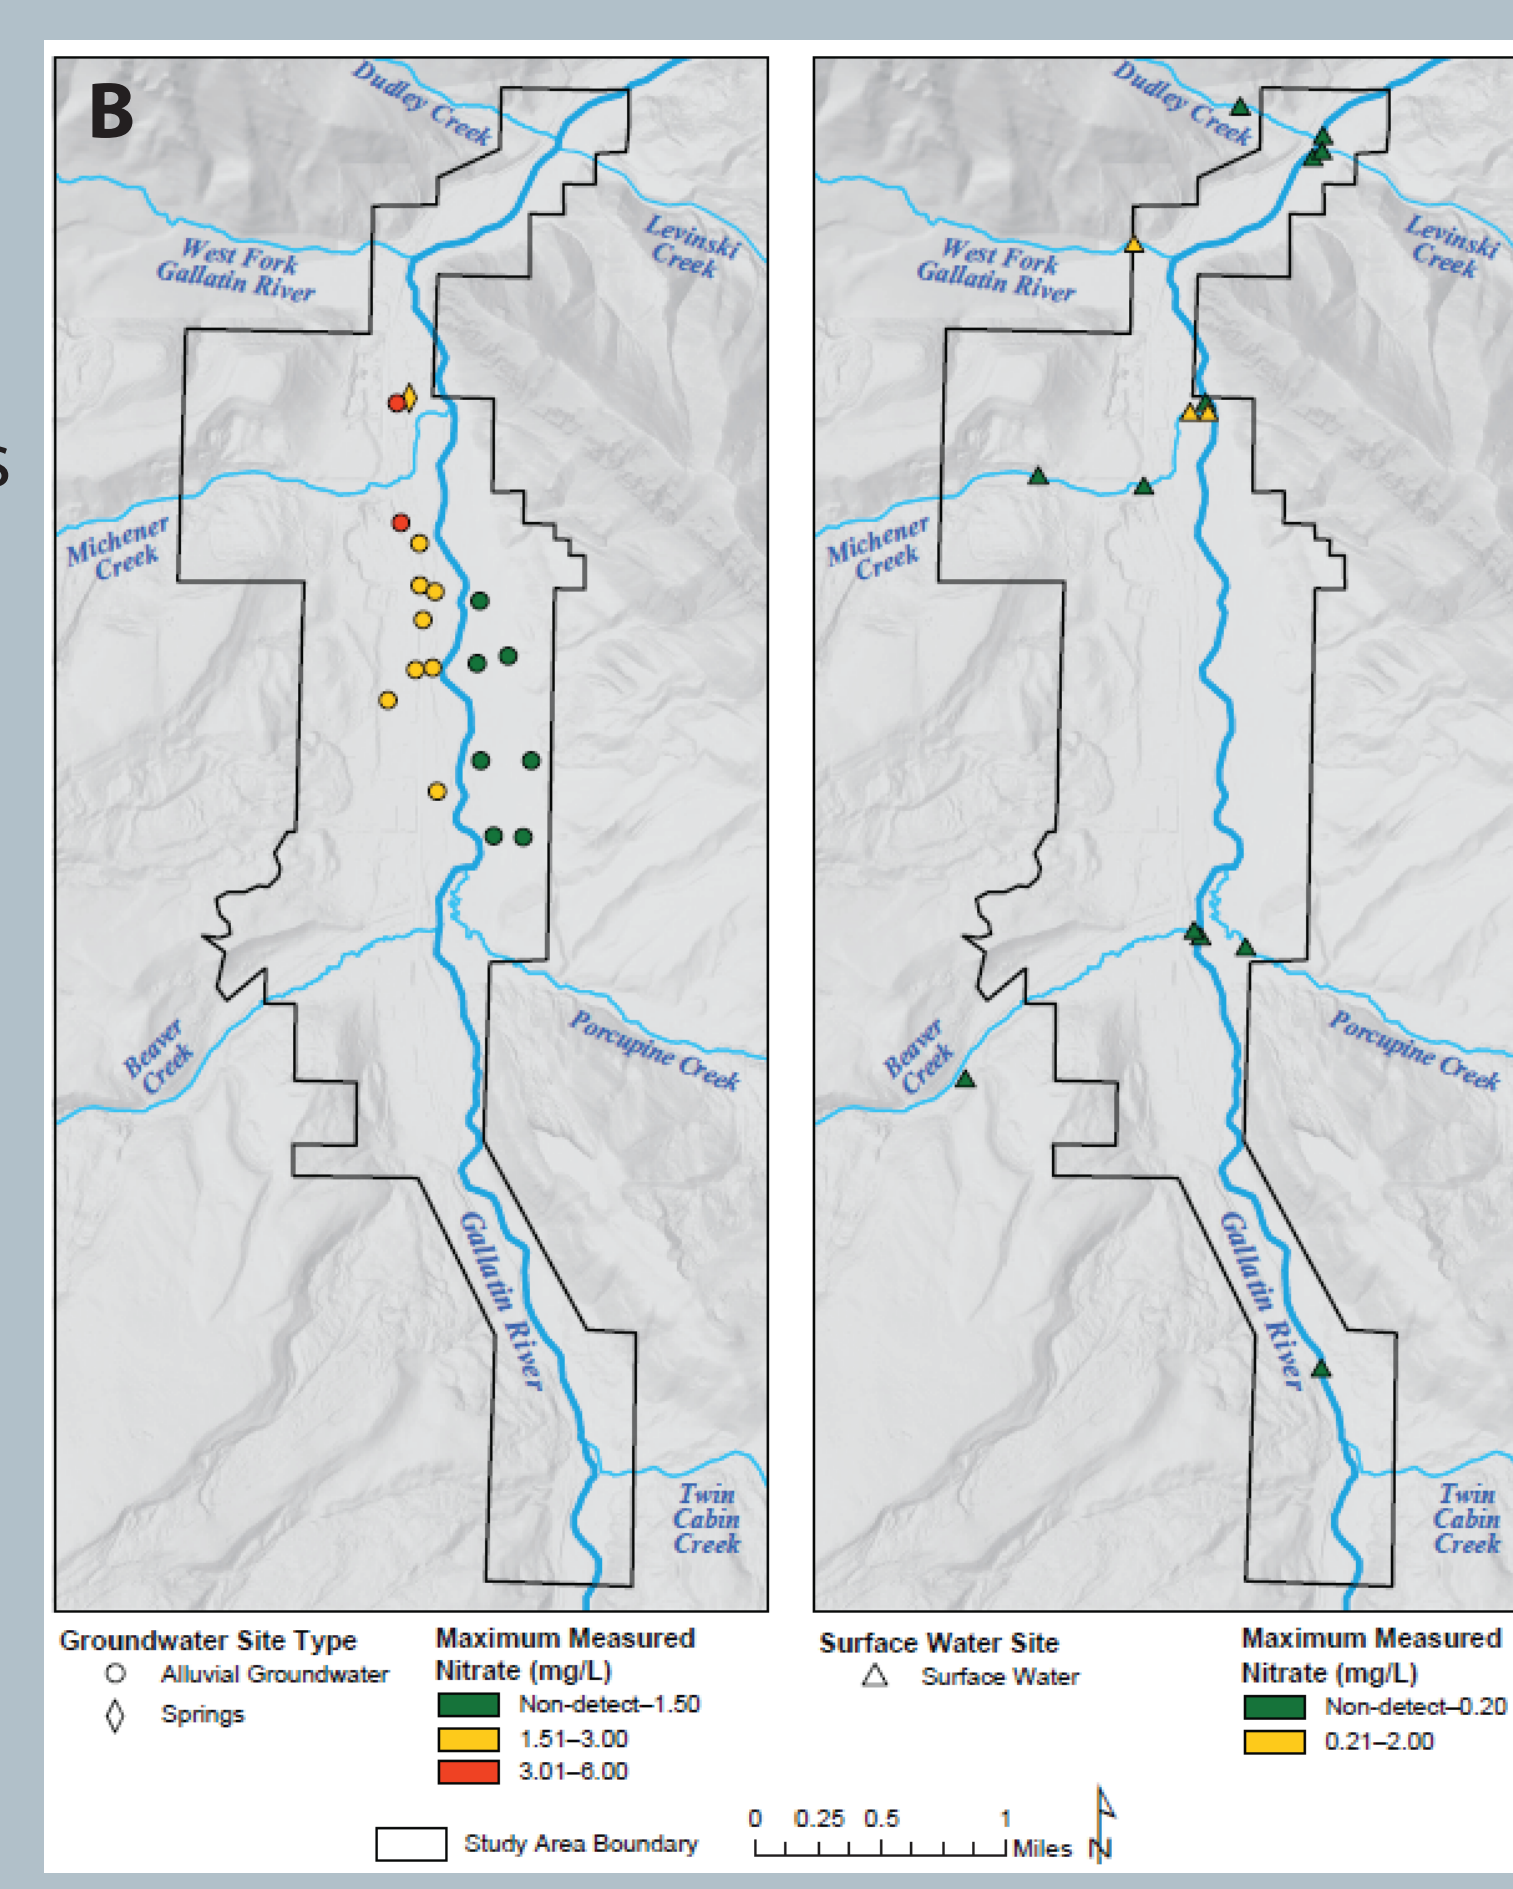 B
S
Dudley Creek
West Fork
Gallatin River
Levinski
Creek
Michener
Creek
Beaver
Creek
Porcupine Creek
Gallatin River
Twin
Cabin
Creek
Dudley Creek
West Fork
Gallatin River
Levinski
Creek
Michener
Creek
Beaver
Creek
Porcupine Creek
Gallatin River
Twin
Cabin
Creek
Groundwater Site Type
Alluvial Groundwater
Springs
Maximum Measured
Nitrate (mg/L)
Non-detect–1.50
1.51–3.00
3.01–6.00
Surface Water Site
Surface Water
Maximum Measured
Nitrate (mg/L)
Non-detect–0.20
0.21–2.00
Study Area Boundary
0 0.25 0.5 1
Miles
N